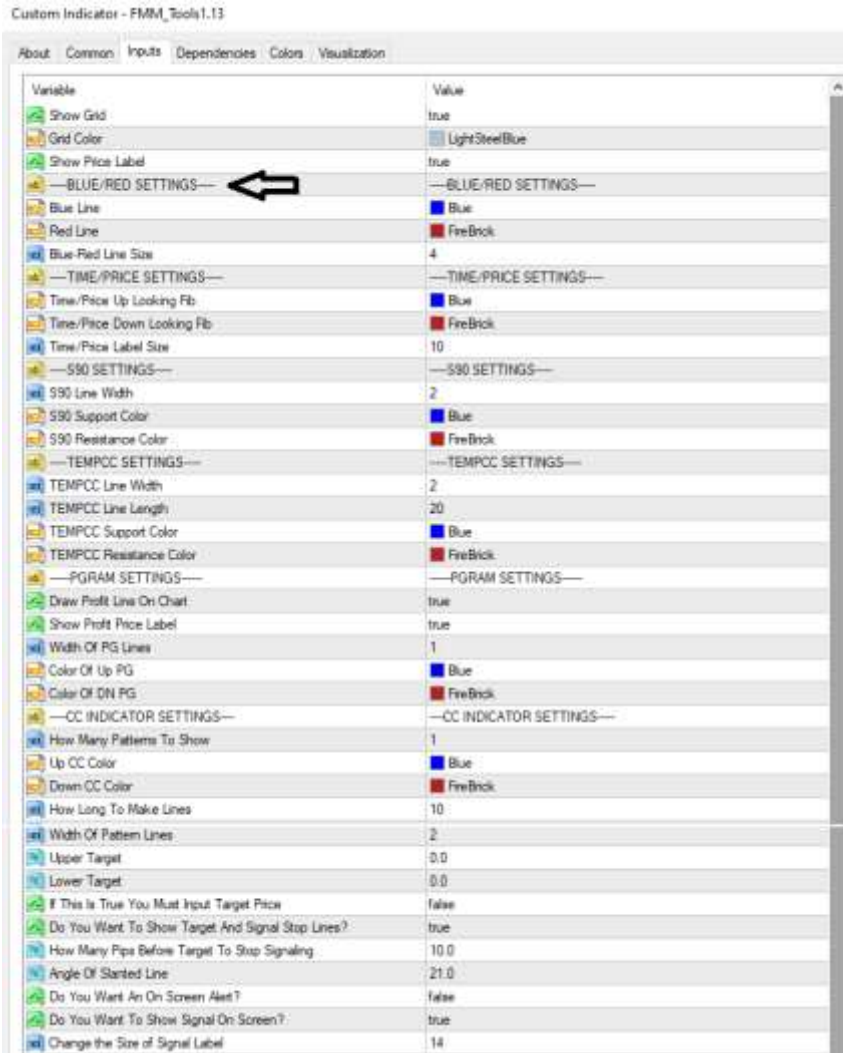 Custom Indicator - FMM_Tools1.13
About Common Inputs Dependencies Colors Visualization
Variable Value
Show Grid true
Grid Color LightSteelBlue
Show Price Label true
----BLUE/RED SETTINGS---- ----BLUE/RED SETTINGS----
Blue Line Blue
Red Line FireBrick
Blue-Red Line Size 4
----TIME/PRICE SETTINGS---- ----TIME/PRICE SETTINGS----
Time/Price Up Looking Fib Blue
Time/Price Down Looking Fib FireBrick
Time/Price Label Size 10
----S90 SETTINGS---- ----S90 SETTINGS----
S90 Line Width 2
S90 Support Color Blue
S90 Resistance Color FireBrick
----TEMPCC SETTINGS---- ----TEMPCC SETTINGS----
TEMPCC Line Width 2
TEMPCC Line Length 20
TEMPCC Support Color Blue
TEMPCC Resistance Color FireBrick
-----PGRAM SETTINGS----- -----PGRAM SETTINGS-----
Draw Profit Line On Chart true
Show Profit Price Label true
Width Of PG Lines 1
Color Of Up PG Blue
Color Of DN PG FireBrick
----CC INDICATOR SETTINGS---- ----CC INDICATOR SETTINGS----
How Many Patterns To Show 1
Up CC Color Blue
Down CC Color FireBrick
How Long To Make Lines 10
Width Of Pattern Lines 2
Upper Target 0.0
Lower Target 0.0
If This Is True You Must Input Target Price false
Do You Want To Show Target And Signal Stop Lines? true
How Many Pips Before Target To Stop Signaling 10.0
Angle Of Slanted Line 21.0
Do You Want An On Screen Alert? false
Do You Want To Show Signal On Screen? true
Change the Size of Signal Label 14